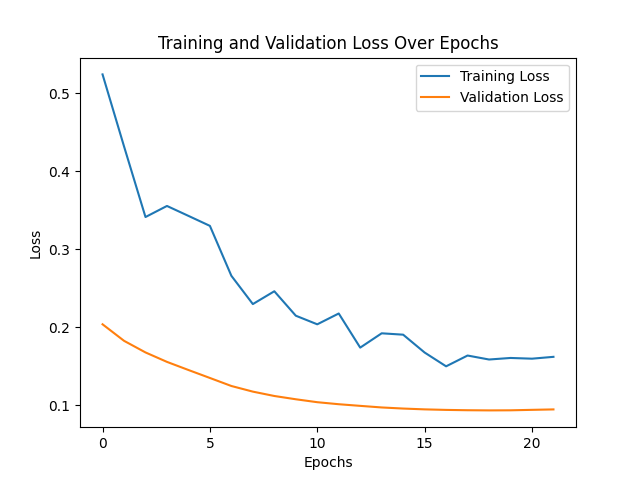 Training and Validation Loss Over Epochs
Training Loss
Validation Loss
0.5
0.4
0.3
0.2
0.1
Loss
0 5 10 15 20
Epochs